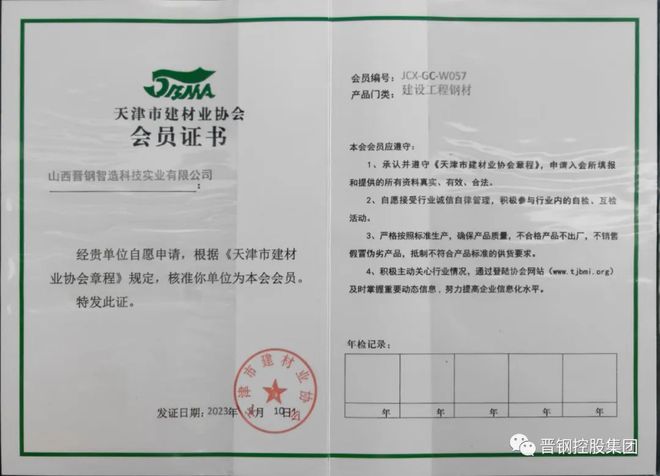 天津市建材业协会
会员证书
山西晋钢智造科技实业有限公司
:
经贵单位自愿申请，根据《天津市建材
业协会章程》规定，核准你单位为本会会员。
特发此证。
天津市建材业协会
发证日期：2023年 月10日
会员编号：JCX-GC-W057
产品门类：建设工程钢材
本会会员应遵守：
1、承认并遵守《天津市建材业协会章程》，申请入会所填报
和提供的所有资料真实、有效、合法。
2、自愿接受行业诚信自律管理，积极参与行业内的自检、互检
活动。
3、严格按照标准生产，确保产品质量，不合格产品不出厂，不销售
假冒伪劣产品，抵制不符合产品标准的供货要求。
4、积极主动关心行业情况，通过登陆协会网站（www.tjbmi.org）
及时掌握重要动态信息，努力提高企业信息化水平。
年检记录：
年 年 年 年
晋钢控股集团